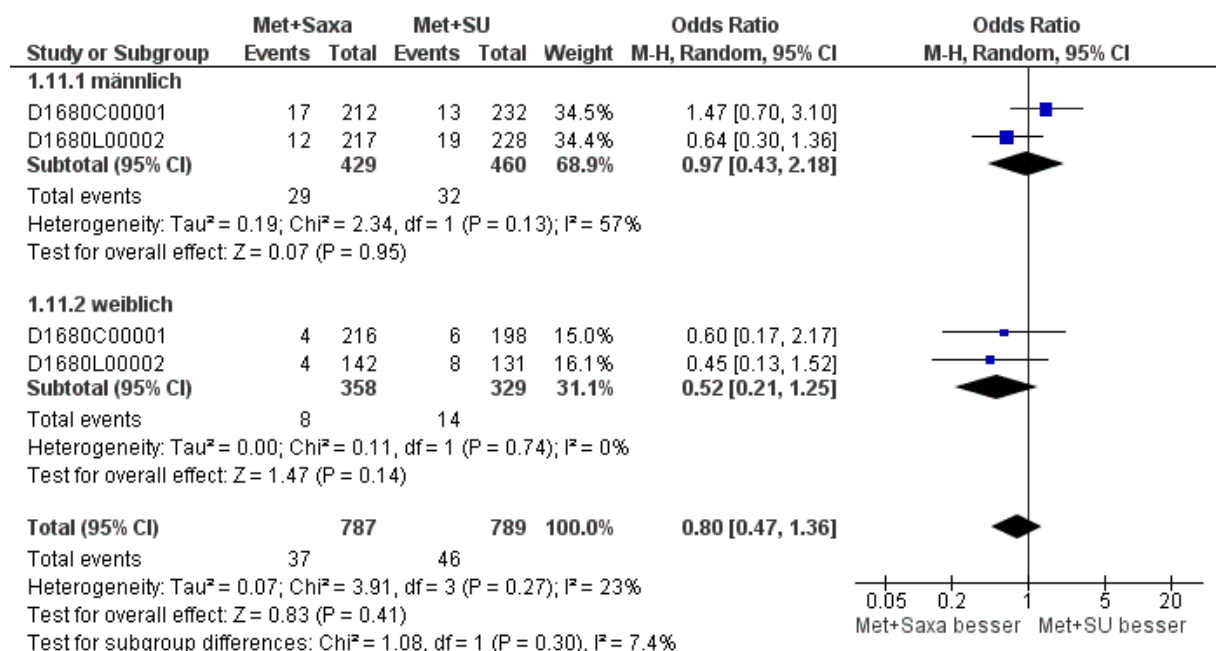 Met+Saxa Met+SU Odds Ratio Odds Ratio
Study or Subgroup Events Total Events Total Weight M-H, Random, 95% CI M-H, Random, 95% CI
1.11.1 männlich
D1680C00001 17 212 13 232 34.5% 1.47 [0.70, 3.10]
D1680L00002 12 217 19 228 34.4% 0.64 [0.30, 1.36]
Subtotal (95% CI) 429 460 68.9% 0.97 [0.43, 2.18]
Total events 29 32
Heterogeneity: Tau² = 0.19; Chi² = 2.34, df = 1 (P = 0.13); I² = 57%
Test for overall effect: Z = 0.07 (P = 0.95)
1.11.2 weiblich
D1680C00001 4 216 6 198 15.0% 0.60 [0.17, 2.17]
D1680L00002 4 142 8 131 16.1% 0.45 [0.13, 1.52]
Subtotal (95% CI) 358 329 31.1% 0.52 [0.21, 1.25]
Total events 8 14
Heterogeneity: Tau² = 0.00; Chi² = 0.11, df = 1 (P = 0.74); I² = 0%
Test for overall effect: Z = 1.47 (P = 0.14)
Total (95% CI) 787 789 100.0% 0.80 [0.47, 1.36]
Total events 37 46
Heterogeneity: Tau² = 0.07; Chi² = 3.91, df = 3 (P = 0.27); I² = 23%
Test for overall effect: Z = 0.83 (P = 0.41)
Test for subgroup differences: Chi² = 1.08, df = 1 (P = 0.30), I² = 7.4%
0.05 0.2 1 5 20
Met+Saxa besser Met+SU besser